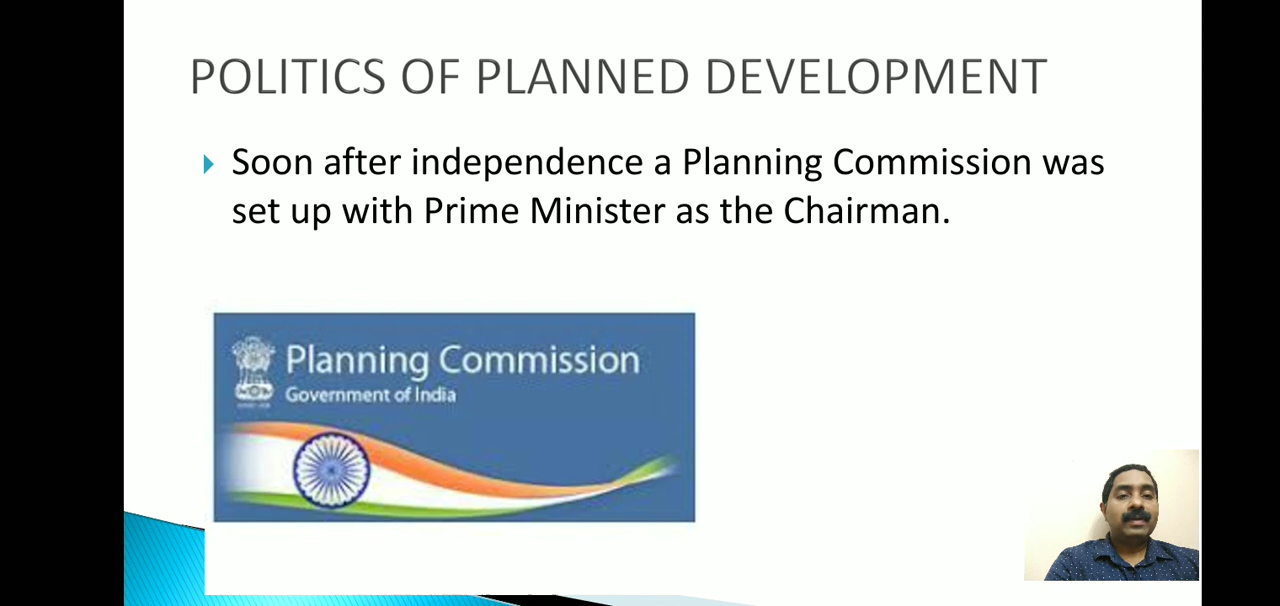 POLITICS OF PLANNED DEVELOPMENT
Soon after independence a Planning Commission was
set up with Prime Minister as the Chairman.
Planning Commission
Government of India